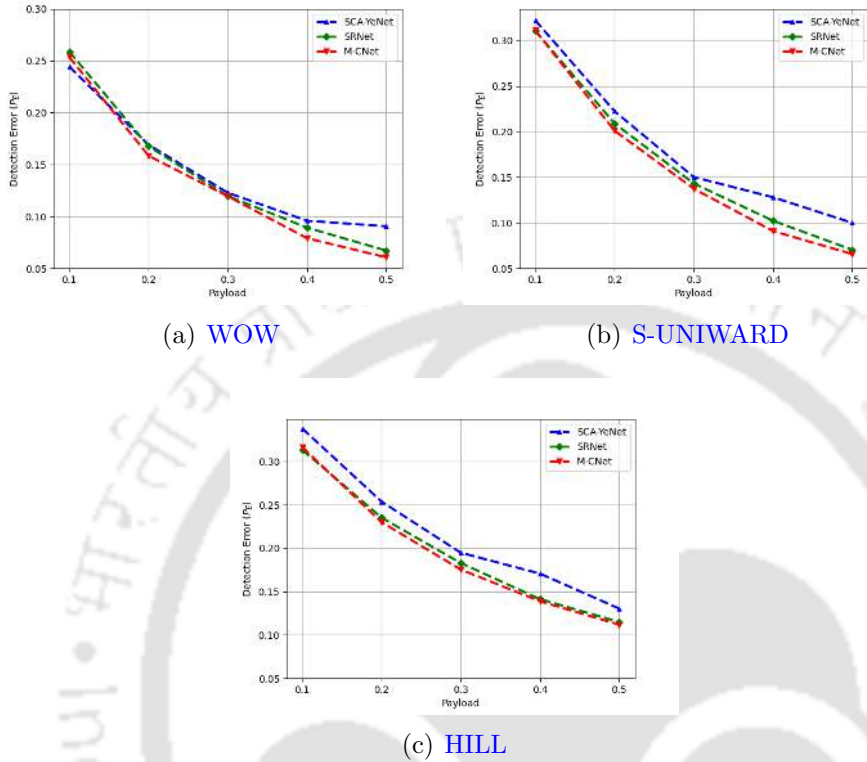 0.30
0.25
0.20
0.15
0.10
0.05
Detection Error (P_E)
0.1 0.2 0.3 0.4 0.5
Payload
SCA-YeNet
SRNet
M-CNet
(a) WOW
0.30
0.25
0.20
0.15
0.10
0.05
Detection Error (P_E)
0.1 0.2 0.3 0.4 0.5
Payload
SCA-YeNet
SRNet
M-CNet
(b) S-UNIWARD
0.30
0.25
0.20
0.15
0.10
0.05
Detection Error (P_E)
0.1 0.2 0.3 0.4 0.5
Payload
SCA-YeNet
SRNet
M-CNet
(c) HILL
भारतीय